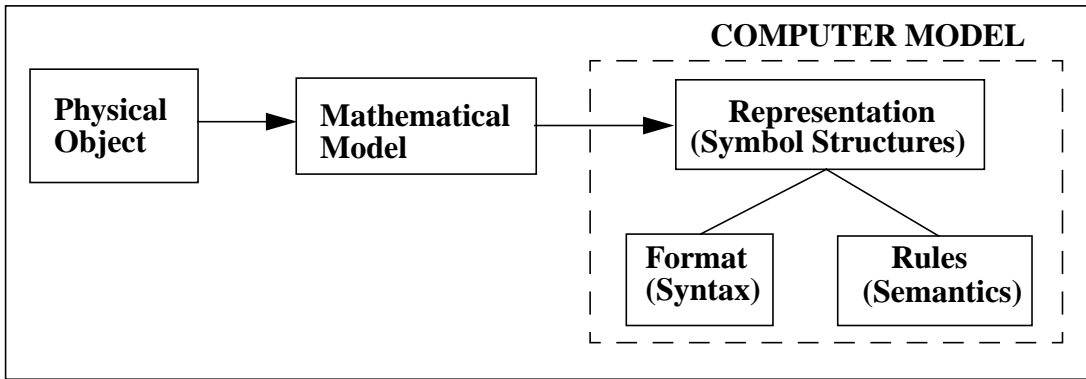 COMPUTER MODEL
Physical
Object
Mathematical
Model
Representation
(Symbol Structures)
Format
(Syntax)
Rules
(Semantics)